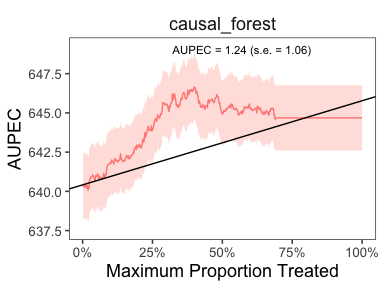 causal_forest
AUPEC = 1.24 (s.e. = 1.06)
AUPEC
647.5
645.0
642.5
640.0
637.5
0% 25% 50% 75% 100%
Maximum Proportion Treated